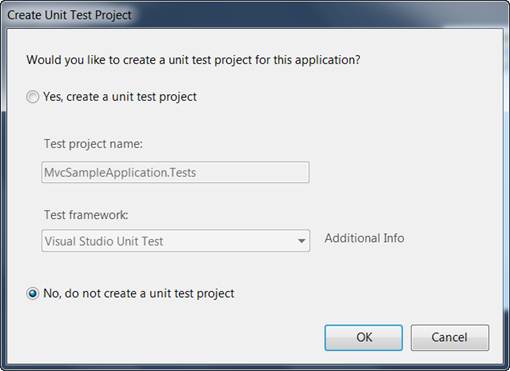 Create Unit Test Project
Would you like to create a unit test project for this application?
Yes, create a unit test project
Test project name:
MvcSampleApplication.Tests
Test framework:
Visual Studio Unit Test
Additional Info
No, do not create a unit test project
OK
Cancel